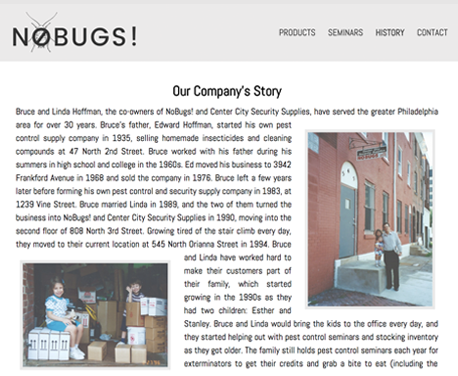 NOBUGS!
PRODUCTS SEMINARS HISTORY CONTACT
Our Company's Story
Bruce and Linda Hoffman, the co-owners of NoBugs! and Center City Security Supplies, have served the greater Philadelphia
area for over 30 years. Bruce's father, Edward Hoffman, started his own pest
control supply company in 1935, selling homemade insecticides and cleaning
compounds at 47 North 2nd Street. Bruce worked with his father during his
summers in high school and college in the 1960s. Ed moved his business to 3942
Frankford Avenue in 1968 and sold the company in 1976. Bruce left a few years
later before forming his own pest control and security supply company in 1983, at
1239 Vine Street. Bruce married Linda in 1989, and the two of them turned the
business into NoBugs! and Center City Security Supplies in 1990, moving into the
second floor of 808 North 3rd Street. Growing tired of the stair climb every day,
they moved to their current location at 545 North Orianna Street in 1994. Bruce
and Linda have worked hard to
make their customers part of
their family, which started
growing in the 1990s as they
had two children: Esther and
Stanley. Bruce and Linda would bring the kids to the office every day, and
they started helping out with pest control seminars and stocking inventory
as they got older. The family still holds pest control seminars each year for
exterminators to get their credits and grab a bite to eat (including the